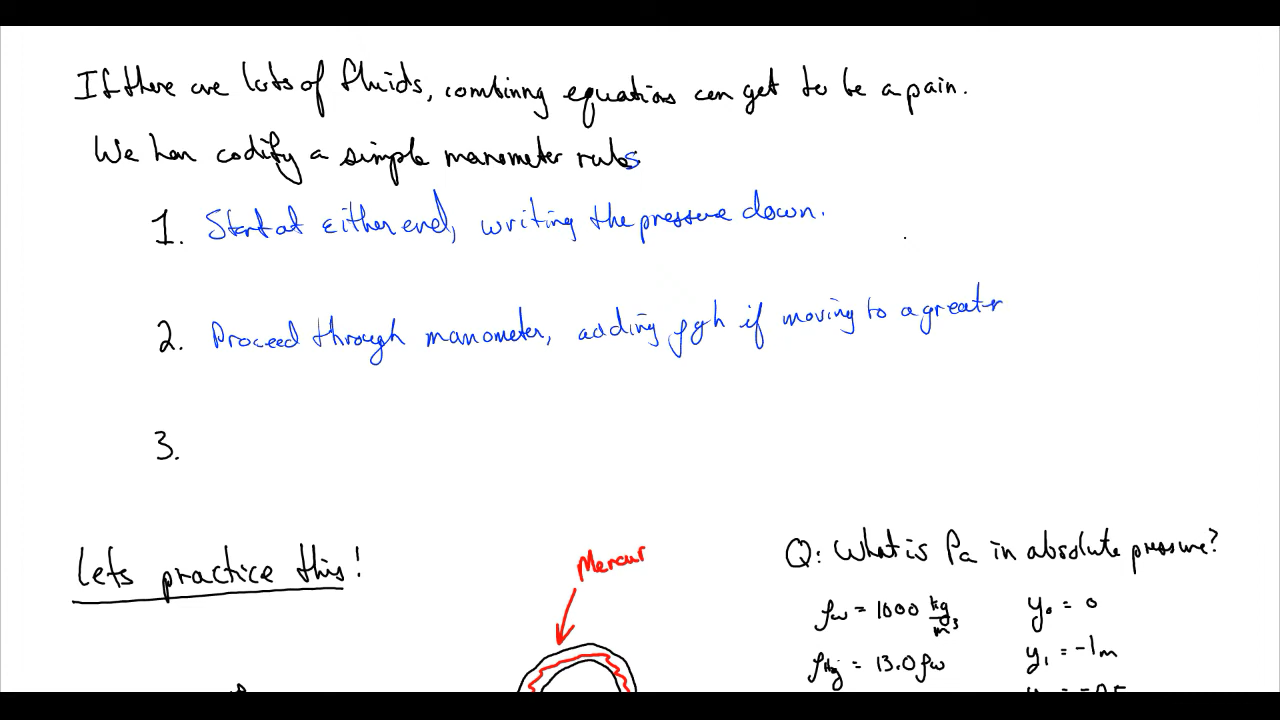 If there are lots of fluids, combining equations can get to be a pain.
We han codify a simple manometer rules
1. Start at either end, writing the pressure down.
2. Proceed through manometer, adding ρgh if moving to a greater
3.
Lets practice this!
Mercur
Q: What is Pa in absolute pressure?
ρw = 1000 kg/m³
y₀ = 0
y₁ = -1m
ρHg = 13.0 ρw